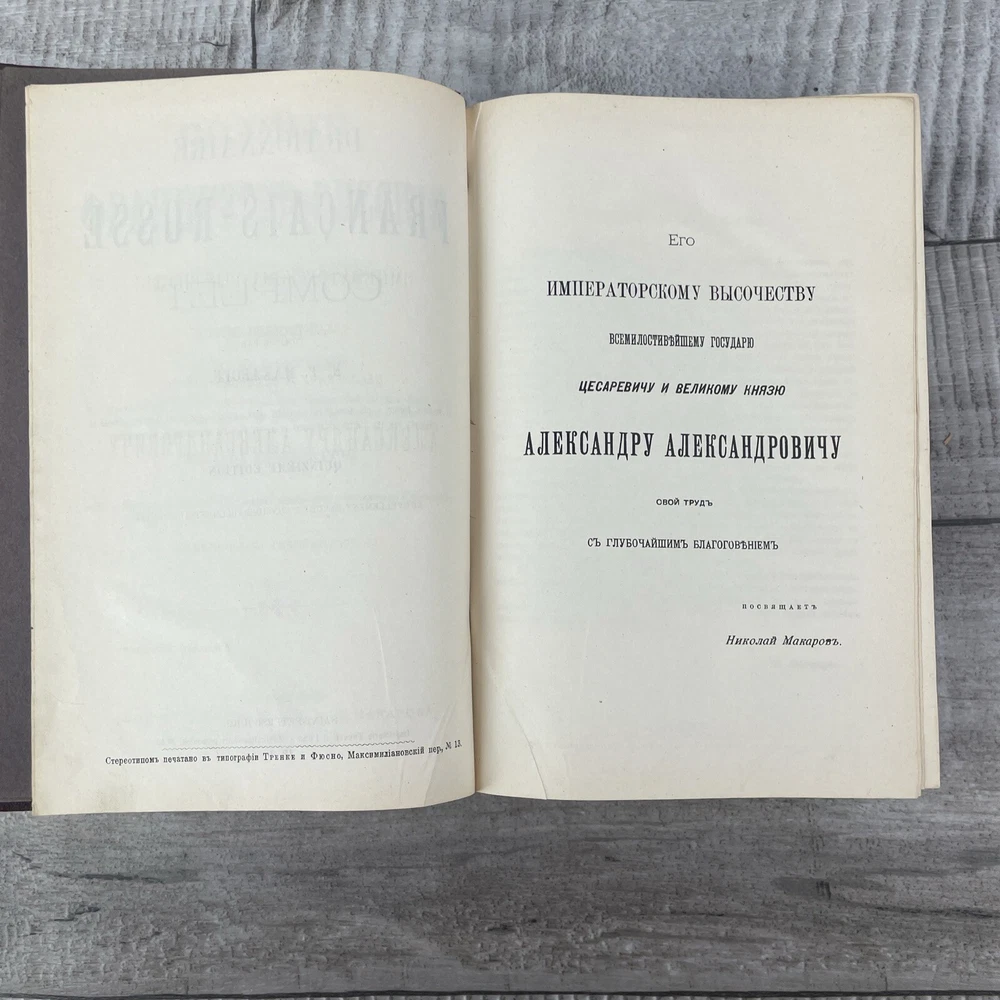 Стереотипомъ печатано въ типографіи Тренке и Фюсно, Максимиліановскій пер., № 13.
Его
ИМПЕРАТОРСКОМУ ВЫСОЧЕСТВУ
ВСЕМИЛОСТИВѢЙШЕМУ ГОСУДАРЮ
ЦЕСАРЕВИЧУ И ВЕЛИКОМУ КНЯЗЮ
АЛЕКСАНДРУ АЛЕКСАНДРОВИЧУ
СВОЙ ТРУДЪ
СЪ ГЛУБОЧАЙШИМЪ БЛАГОГОВѢНІЕМЪ
ПОСВЯЩАЕТЪ
Николай Макаровъ.